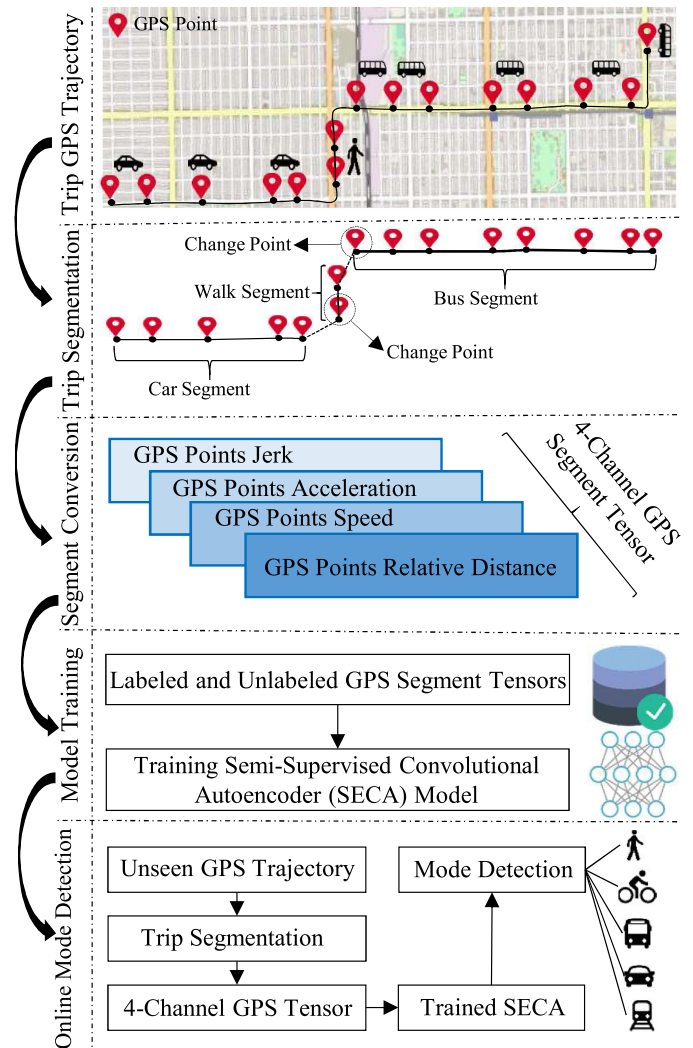 Trip GPS Trajectory
GPS Point
Trip Segmentation
Change Point
Walk Segment
Bus Segment
Change Point
Car Segment
Segment Conversion
GPS Points Jerk
GPS Points Acceleration
GPS Points Speed
GPS Points Relative Distance
4-Channel GPS
Segment Tensor
Model Training
Labeled and Unlabeled GPS Segment Tensors
Training Semi-Supervised Convolutional
Autoencoder (SECA) Model
Online Mode Detection
Unseen GPS Trajectory
Mode Detection
Trip Segmentation
4-Channel GPS Tensor
Trained SECA